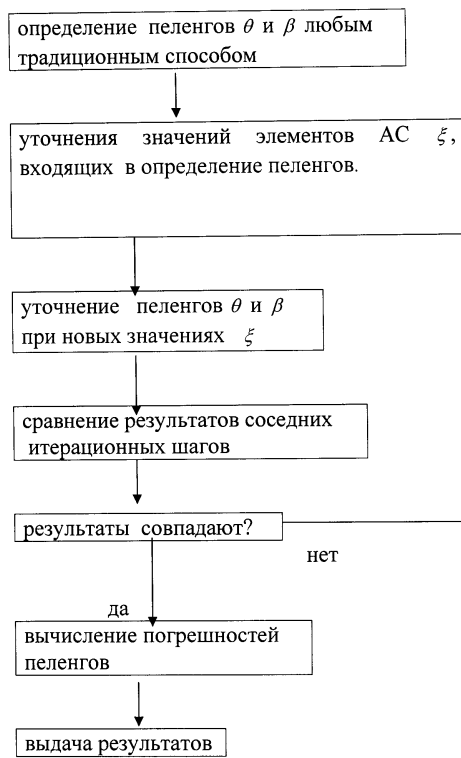 определение пеленгов θ и β любым
традиционным способом
уточнения значений элементов АС ξ,
входящих в определение пеленгов.
уточнение пеленгов θ и β
при новых значениях ξ
сравнение результатов соседних
итерационных шагов
результаты совпадают?
нет
да
вычисление погрешностей
пеленгов
выдача результатов